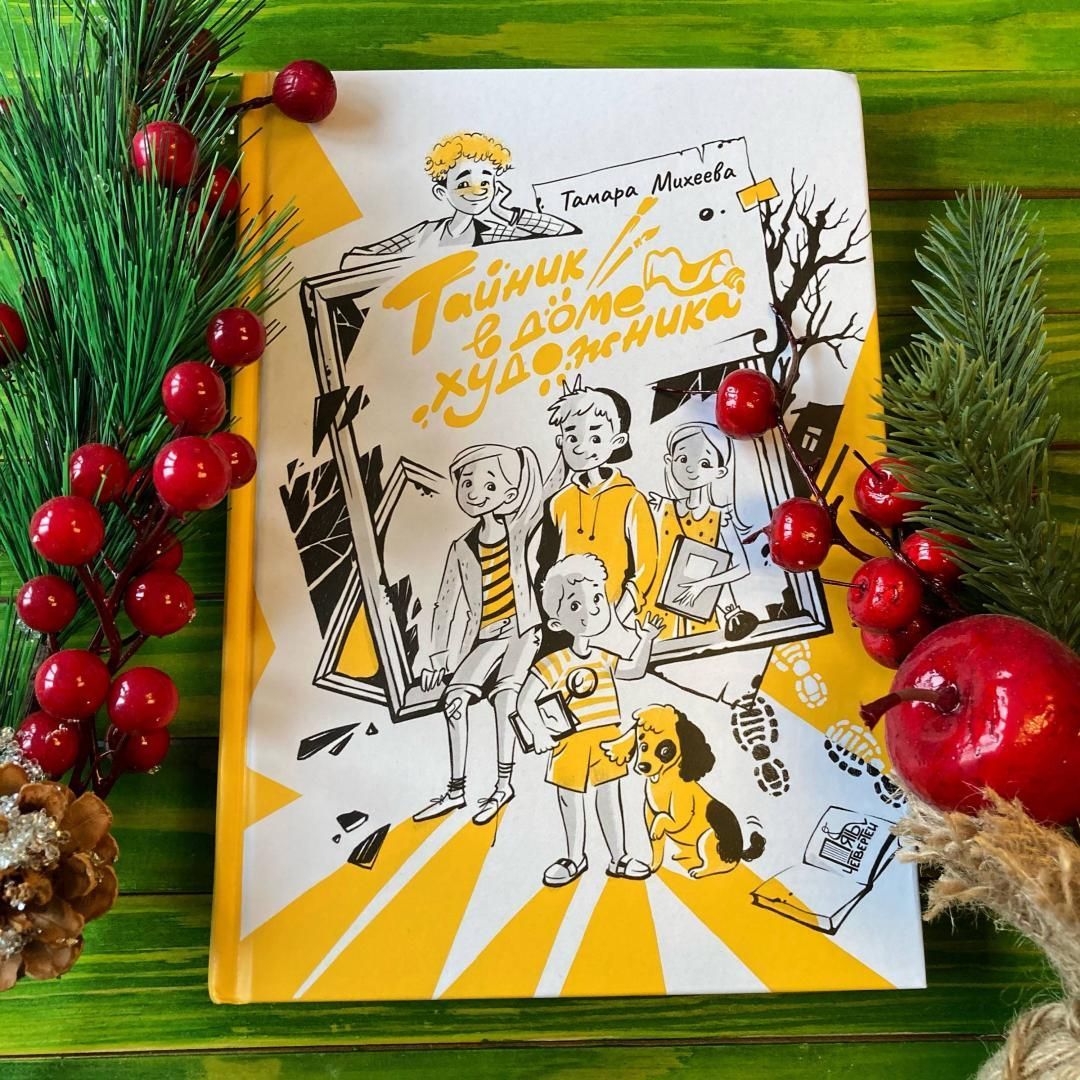 Тамара Михеева
Тайник
в доме
художника
Пять
четвертей